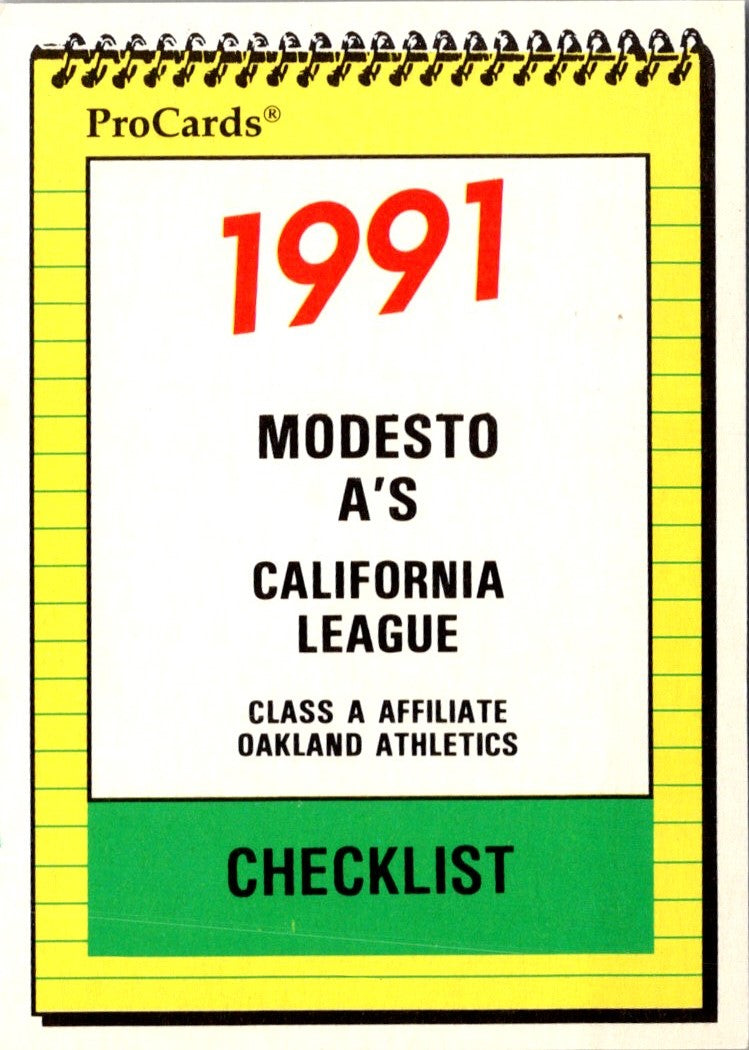 ProCards®
1991
MODESTO
A'S
CALIFORNIA
LEAGUE
CLASS A AFFILIATE
OAKLAND ATHLETICS
CHECKLIST